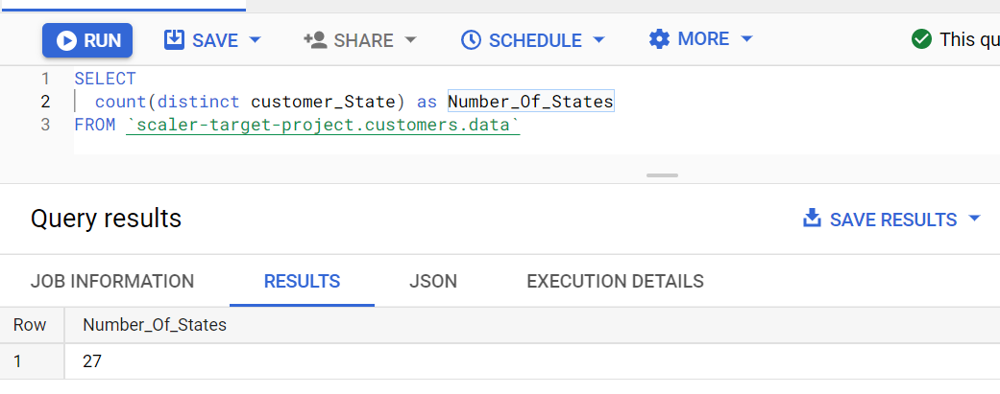 RUN SAVE SHARE SCHEDULE MORE This qu
1 SELECT
2 count(distinct customer_State) as Number_Of_States
3 FROM `scaler-target-project.customers.data`
Query results SAVE RESULTS
JOB INFORMATION RESULTS JSON EXECUTION DETAILS
Row Number_Of_States
1 27